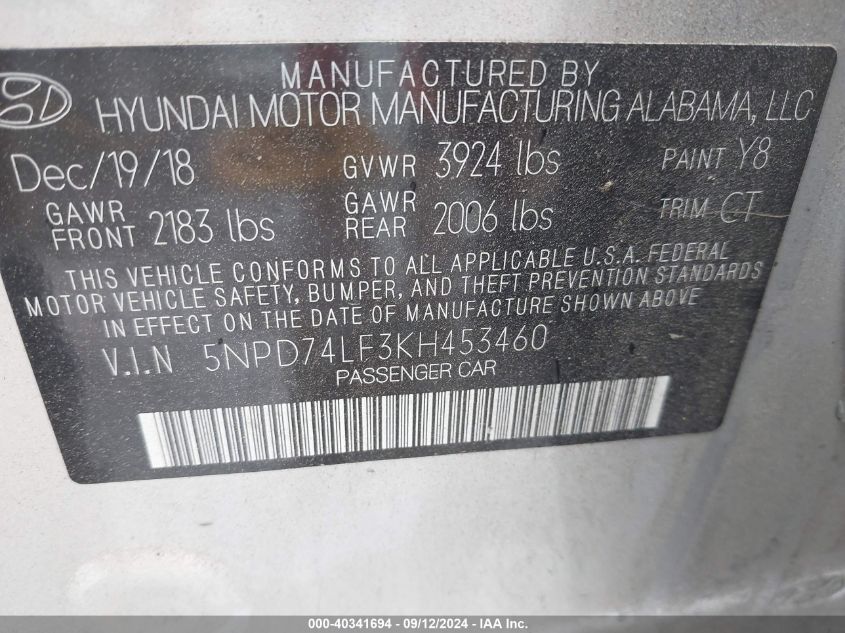 MANUFACTURED BY
HYUNDAI MOTOR MANUFACTURING ALABAMA, LLC
Dec/19/18 GVWR 3924 lbs PAINT Y8
GAWR FRONT 2183 lbs GAWR REAR 2006 lbs TRIM CT
THIS VEHICLE CONFORMS TO ALL APPLICABLE U.S.A. FEDERAL
MOTOR VEHICLE SAFETY, BUMPER, AND THEFT PREVENTION STANDARDS
IN EFFECT ON THE DATE OF MANUFACTURE SHOWN ABOVE
V.I.N 5NPD74LF3KH453460
PASSENGER CAR
000-40341694 - 09/12/2024 - IAA Inc.